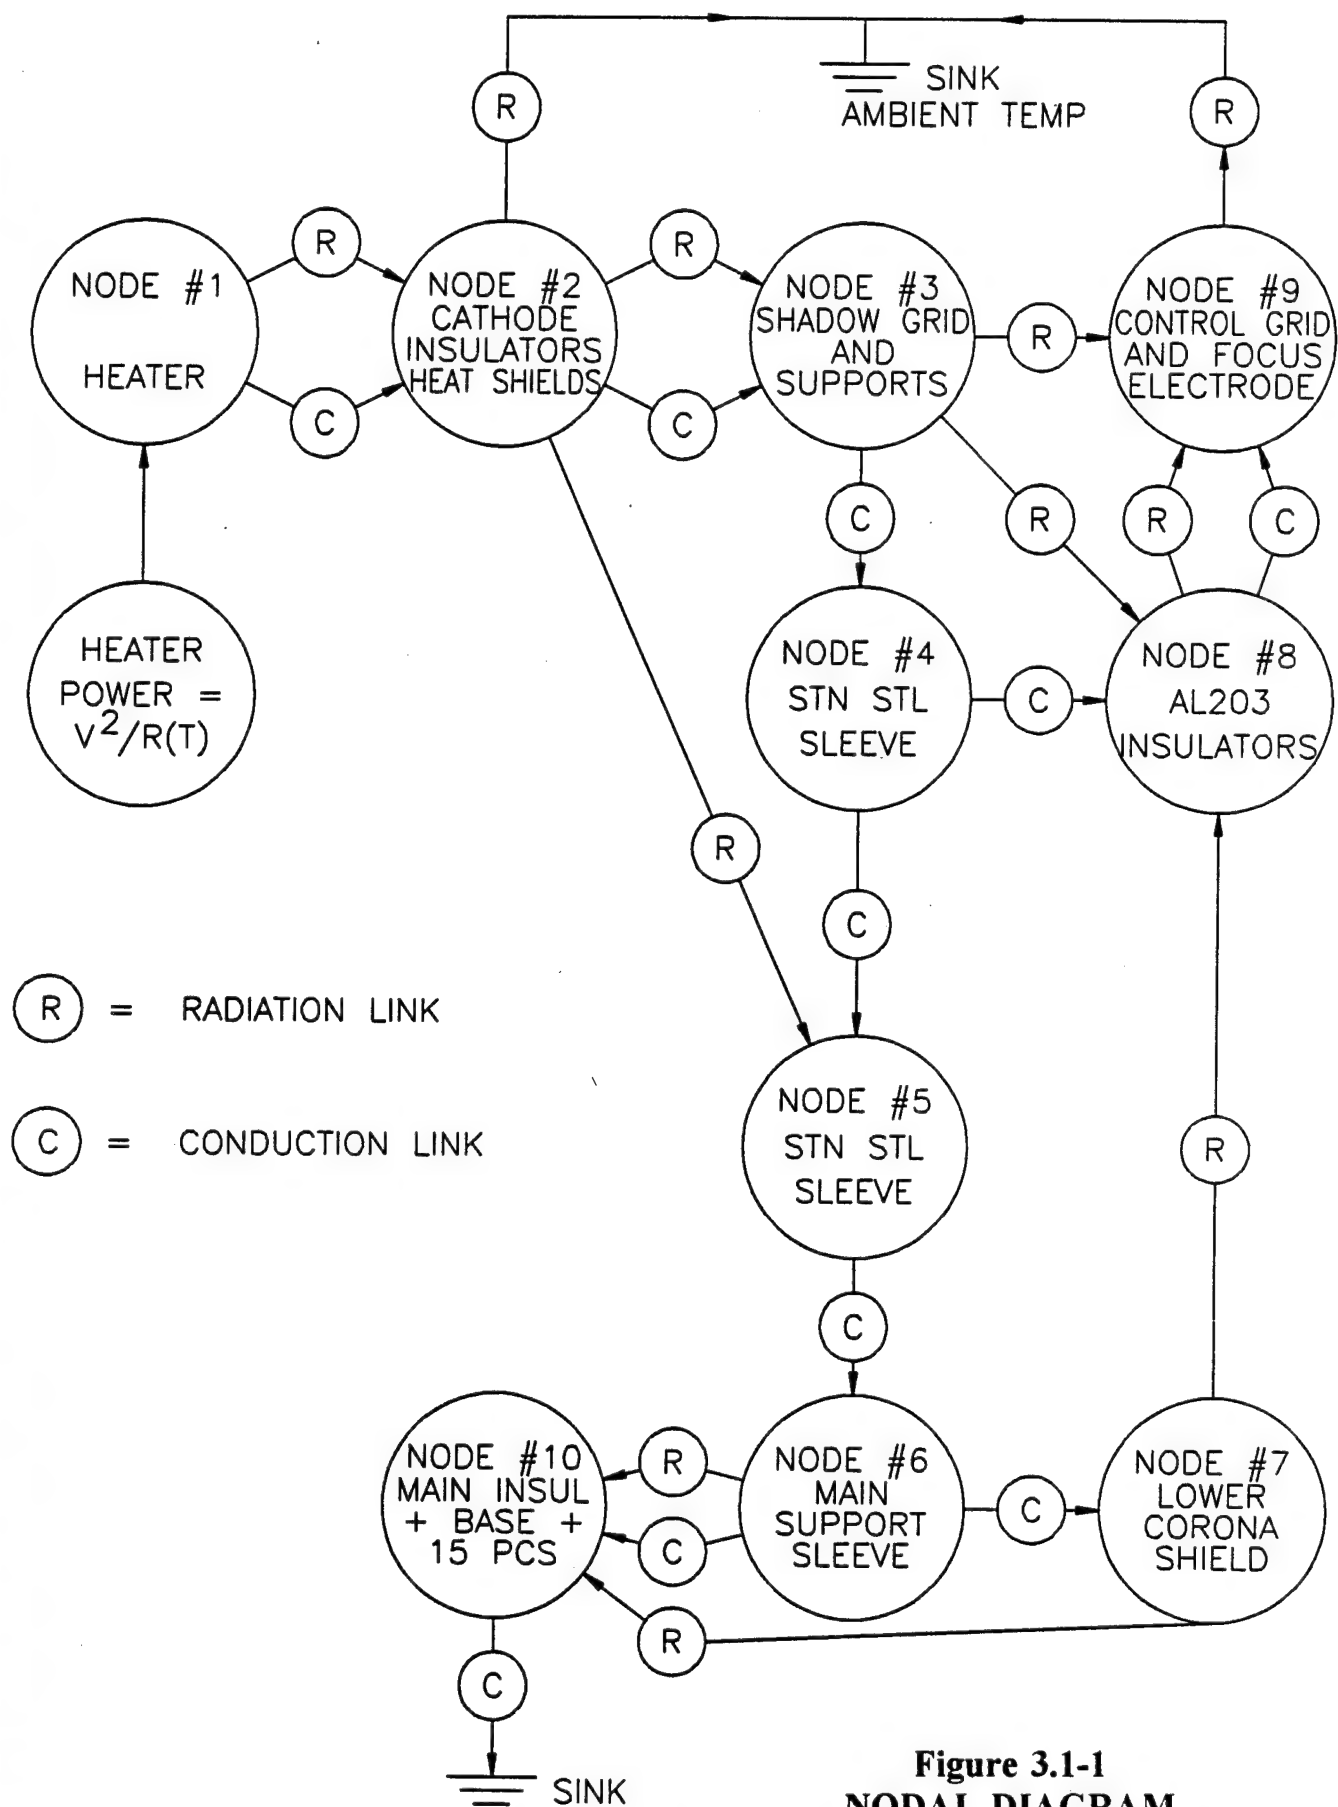 R
SINK
AMBIENT TEMP
R
NODE #1
HEATER
R
C
NODE #2
CATHODE
INSULATORS
HEAT SHIELDS
R
C
NODE #3
SHADOW GRID
AND
SUPPORTS
R
NODE #9
CONTROL GRID
AND FOCUS
ELECTRODE
C
R
R
C
HEATER
POWER =
V²/R(T)
NODE #4
STN STL
SLEEVE
C
NODE #8
AL203
INSULATORS
R
C
R = RADIATION LINK
C = CONDUCTION LINK
NODE #5
STN STL
SLEEVE
R
C
NODE #10
MAIN INSUL
+ BASE +
15 PCS
R
C
NODE #6
MAIN
SUPPORT
SLEEVE
C
NODE #7
LOWER
CORONA
SHIELD
R
C
SINK
Figure 3.1-1
NODAL DIAGRAM